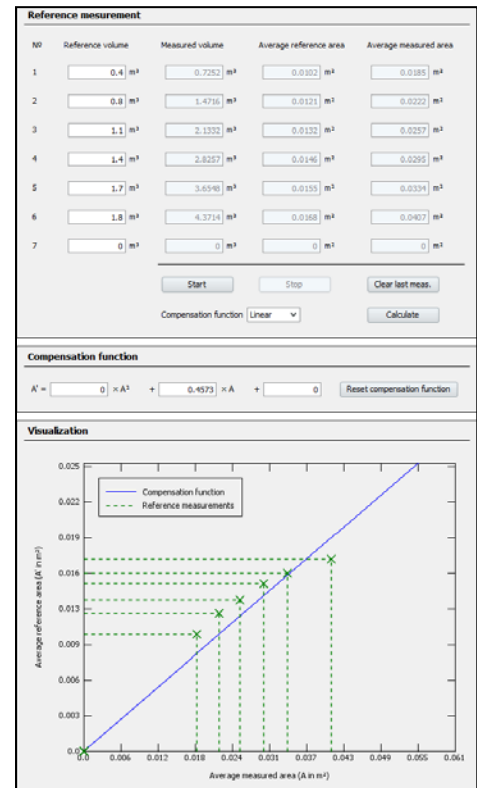 Reference mesurement
Nº Reference volume Measured volume Average reference area Average measured area
1 0.4 m³ 0.7252 m³ 0.0102 m² 0.0185 m²
2 0.8 m³ 1.4716 m³ 0.0121 m² 0.0222 m²
3 1.1 m³ 2.1332 m³ 0.0132 m² 0.0257 m²
4 1.4 m³ 2.8257 m³ 0.0146 m² 0.0295 m²
5 1.7 m³ 3.6548 m³ 0.0155 m² 0.0334 m²
6 1.8 m³ 4.3714 m³ 0.0168 m² 0.0407 m²
7 0 m³ 0 m³ 0 m² 0 m²
Start Stop Clear last meas.
Compensation function Linear Calculate
Compensation function
A' = 0 × A² + 0.4573 × A + 0 Reset compensation function
Visualization
0.025
Compensation function
0.022
Reference measurements
0.019
0.016
0.013
0.009
0.006
0.003
0.0
Average reference area (A' in m²)
0.0 0.006 0.012 0.018 0.024 0.031 0.037 0.043 0.049 0.055 0.061
Average measured area (A in m²)